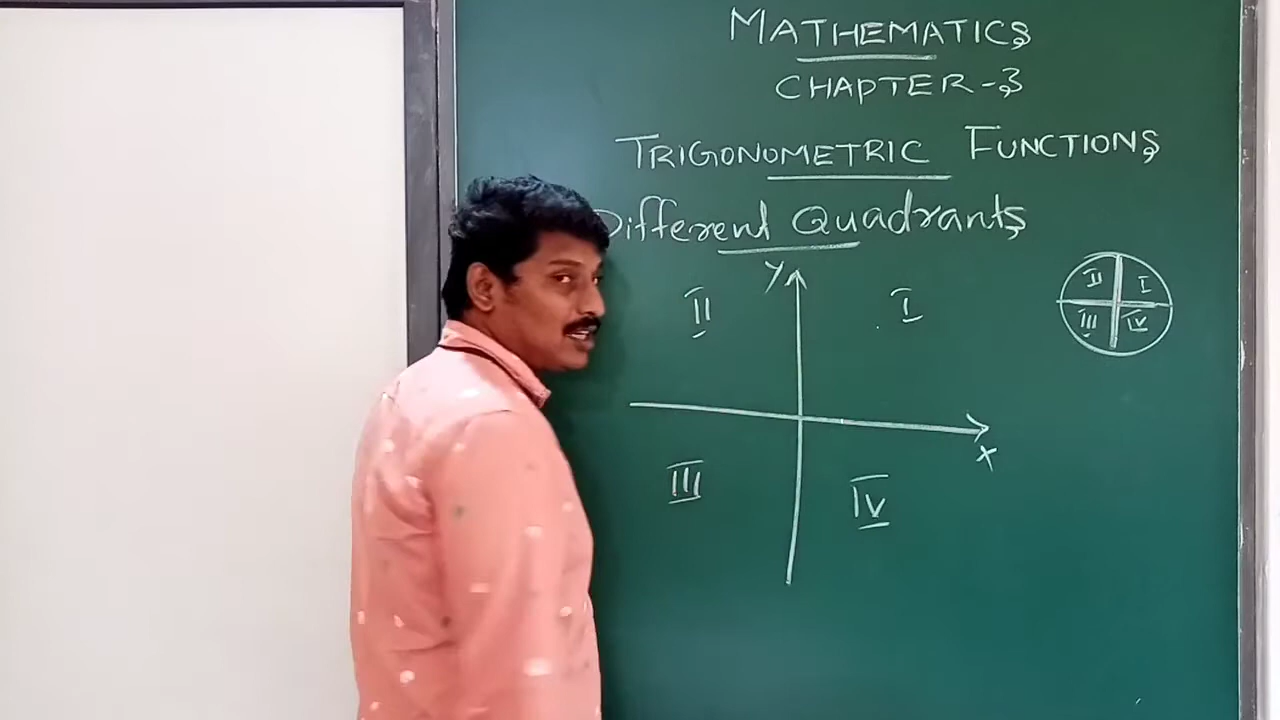 MATHEMATICS
CHAPTER-3
TRIGONOMETRIC FUNCTIONS
Different Quadrants
Y
II I
II I
III IV
X
III IV